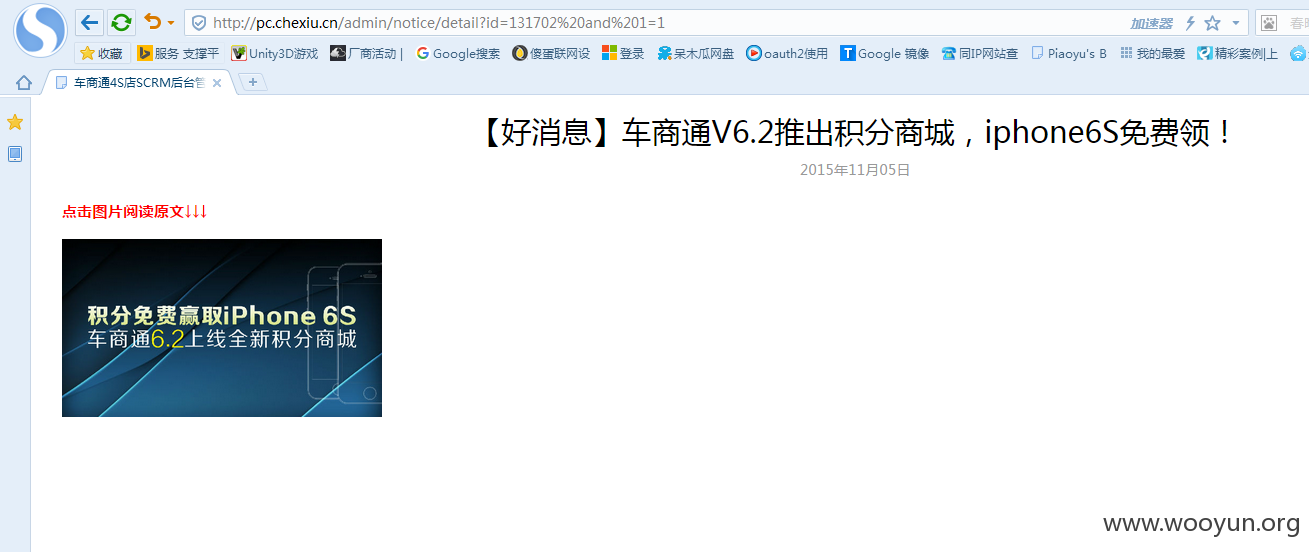 http://pc.chexiu.cn/admin/notice/detail?id=131702%20and%201=1
加速器
收藏 服务 支撑平 Unity3D游戏 厂商活动 | Google搜索 傻蛋联网设 登录 呆木瓜网盘 oauth2使用 Google 镜像 同IP网站查 Piaoyu's B 我的最爱 精彩案例|上
车商通4S店SCRM后台管
【好消息】车商通V6.2推出积分商城，iphone6S免费领！
2015年11月05日
点击图片阅读原文↓↓↓
积分免费赢取iPhone 6S
车商通6.2上线全新积分商城
www.wooyun.org